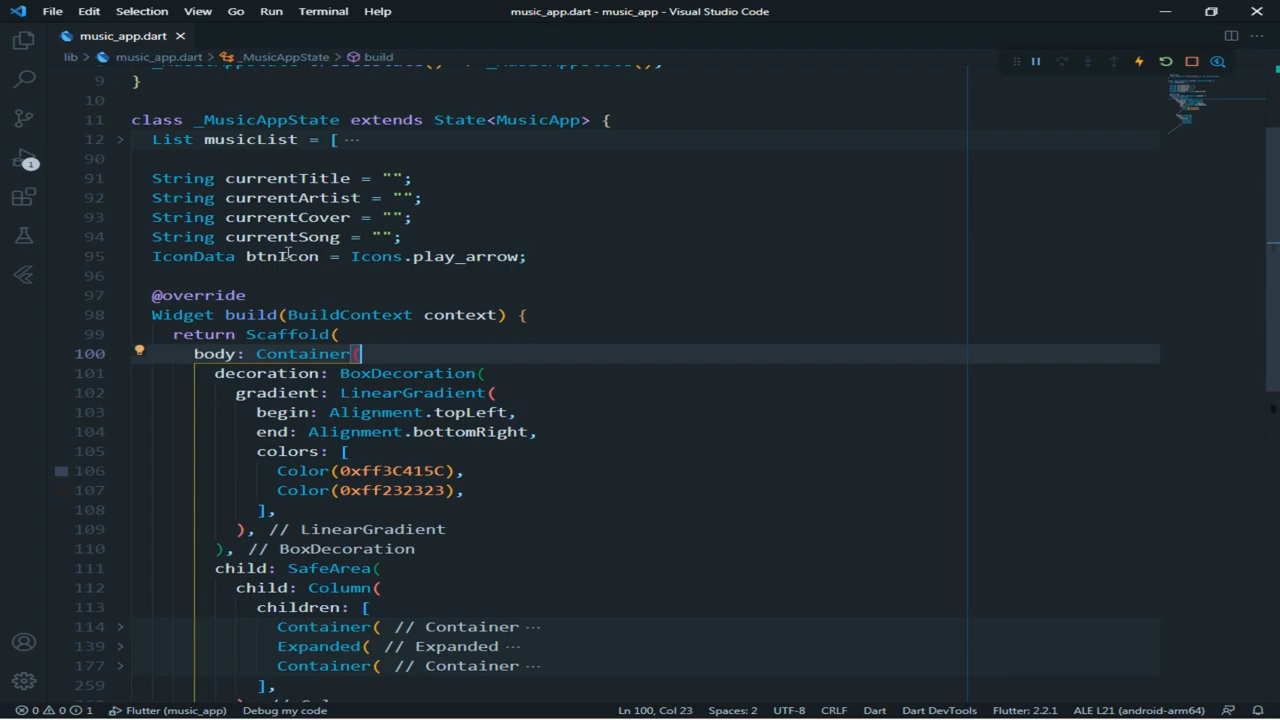 File Edit Selection View Go Run Terminal Help music_app.dart - music_app - Visual Studio Code
music_app.dart
lib > music_app.dart > _MusicAppState > build
9 }
10
11 class _MusicAppState extends State<MusicApp> {
12 > List musicList = [ ···
90
91 String currentTitle = "";
92 String currentArtist = "";
93 String currentCover = "";
94 String currentSong = "";
95 IconData btnIcon = Icons.play_arrow;
96
97 @override
98 Widget build(BuildContext context) {
99 return Scaffold(
100 body: Container(
101 decoration: BoxDecoration(
102 gradient: LinearGradient(
103 begin: Alignment.topLeft,
104 end: Alignment.bottomRight,
105 colors: [
106 Color(0xff3C415C),
107 Color(0xff232323),
108 ],
109 ), // LinearGradient
110 ), // BoxDecoration
111 child: SafeArea(
112 child: Column(
113 children: [
114 > Container( // Container ···
139 > Expanded( // Expanded ···
177 > Container( // Container ···
259 ],
1
0 0 1 Flutter (music_app) Debug my code Ln 100, Col 23 Spaces: 2 UTF-8 CRLF Dart Dart DevTools Flutter: 2.2.1 ALE L21 (android-arm64)